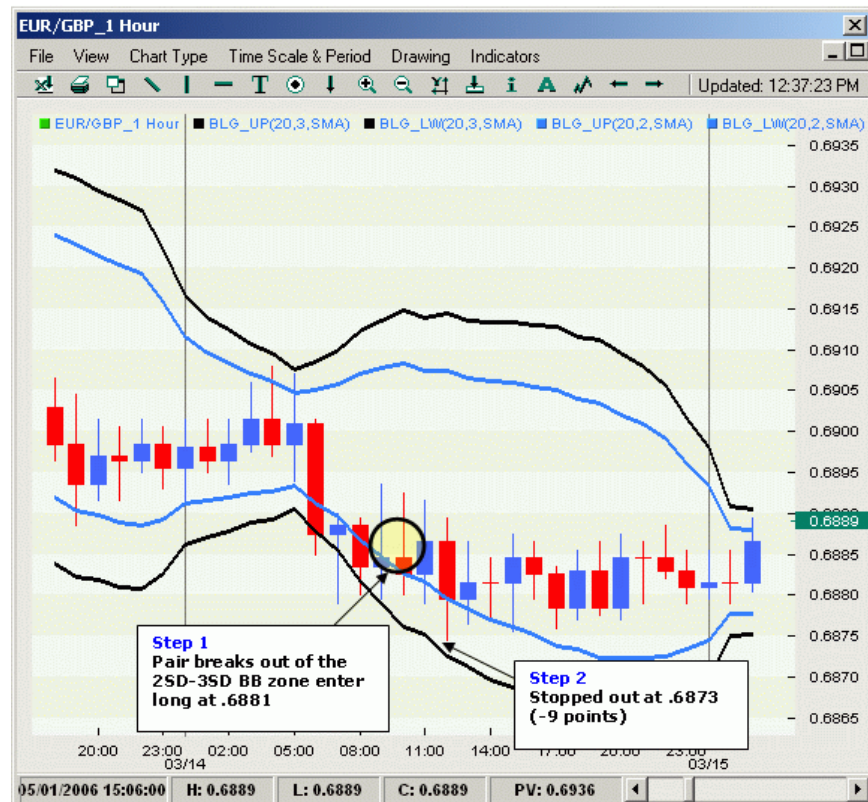 EUR/GBP_1 Hour
File View Chart Type Time Scale & Period Drawing Indicators
T i A Updated: 12:37:23 PM
EUR/GBP_1 Hour BLG_UP(20,3,SMA) BLG_LW(20,3,SMA) BLG_UP(20,2,SMA) BLG_LW(20,2,SMA)
0.6935
0.6930
0.6925
0.6920
0.6915
0.6910
0.6905
0.6900
0.6895
0.6889
0.6885
0.6880
0.6875
0.6870
0.6865
Step 1
Pair breaks out of the
2SD-3SD BB zone enter
long at .6881
Step 2
Stopped out at .6873
(-9 points)
20:00 23:00 02:00 05:00 08:00 11:00 14:00 17:00 20:00 23:00
03/14 03/15
05/01/2006 15:06:00 H: 0.6889 L: 0.6889 C: 0.6889 PV: 0.6936